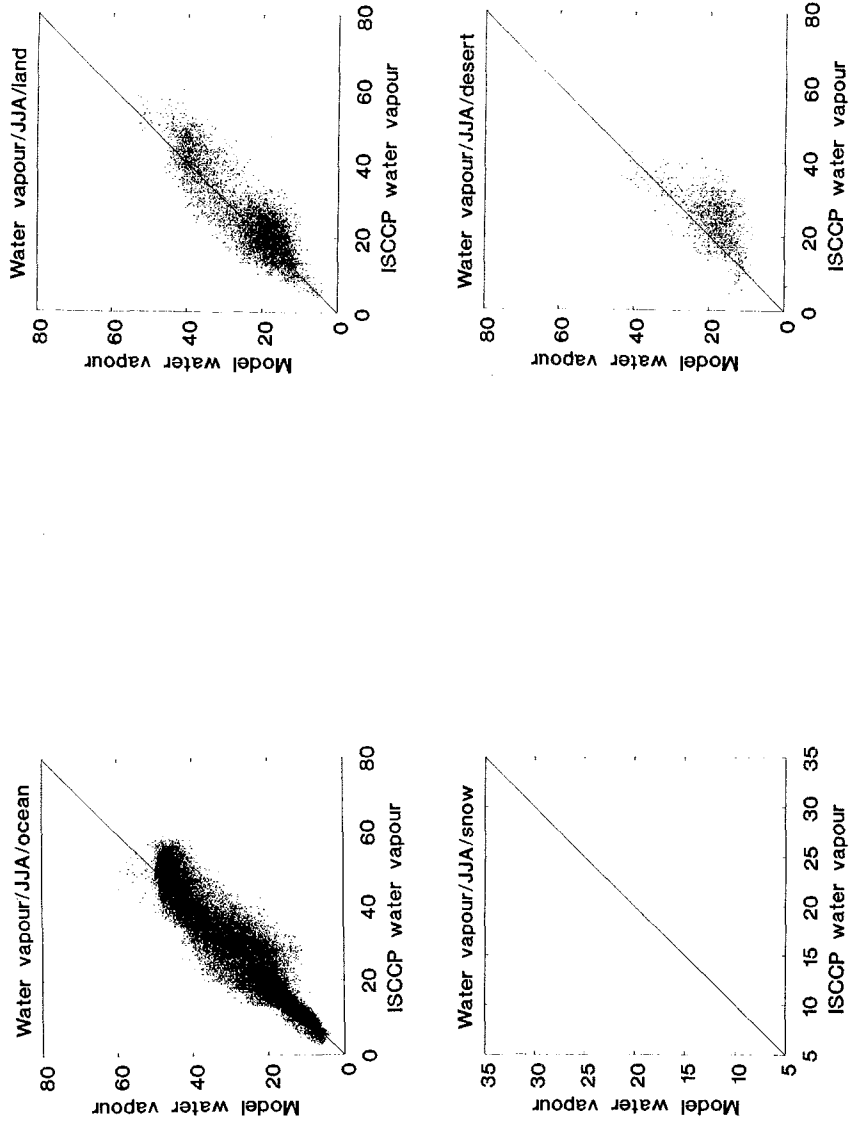 Water vapour/JJA/ocean
80
60
40
20
0
Model water vapour
0 20 40 60 80
ISCCP water vapour
Water vapour/JJA/land
80
60
40
20
0
Model water vapour
0 20 40 60 80
ISCCP water vapour
Water vapour/JJA/snow
35
30
25
20
15
10
5
Model water vapour
5 10 15 20 25 30 35
ISCCP water vapour
Water vapour/JJA/desert
80
60
40
20
0
Model water vapour
0 20 40 60 80
ISCCP water vapour